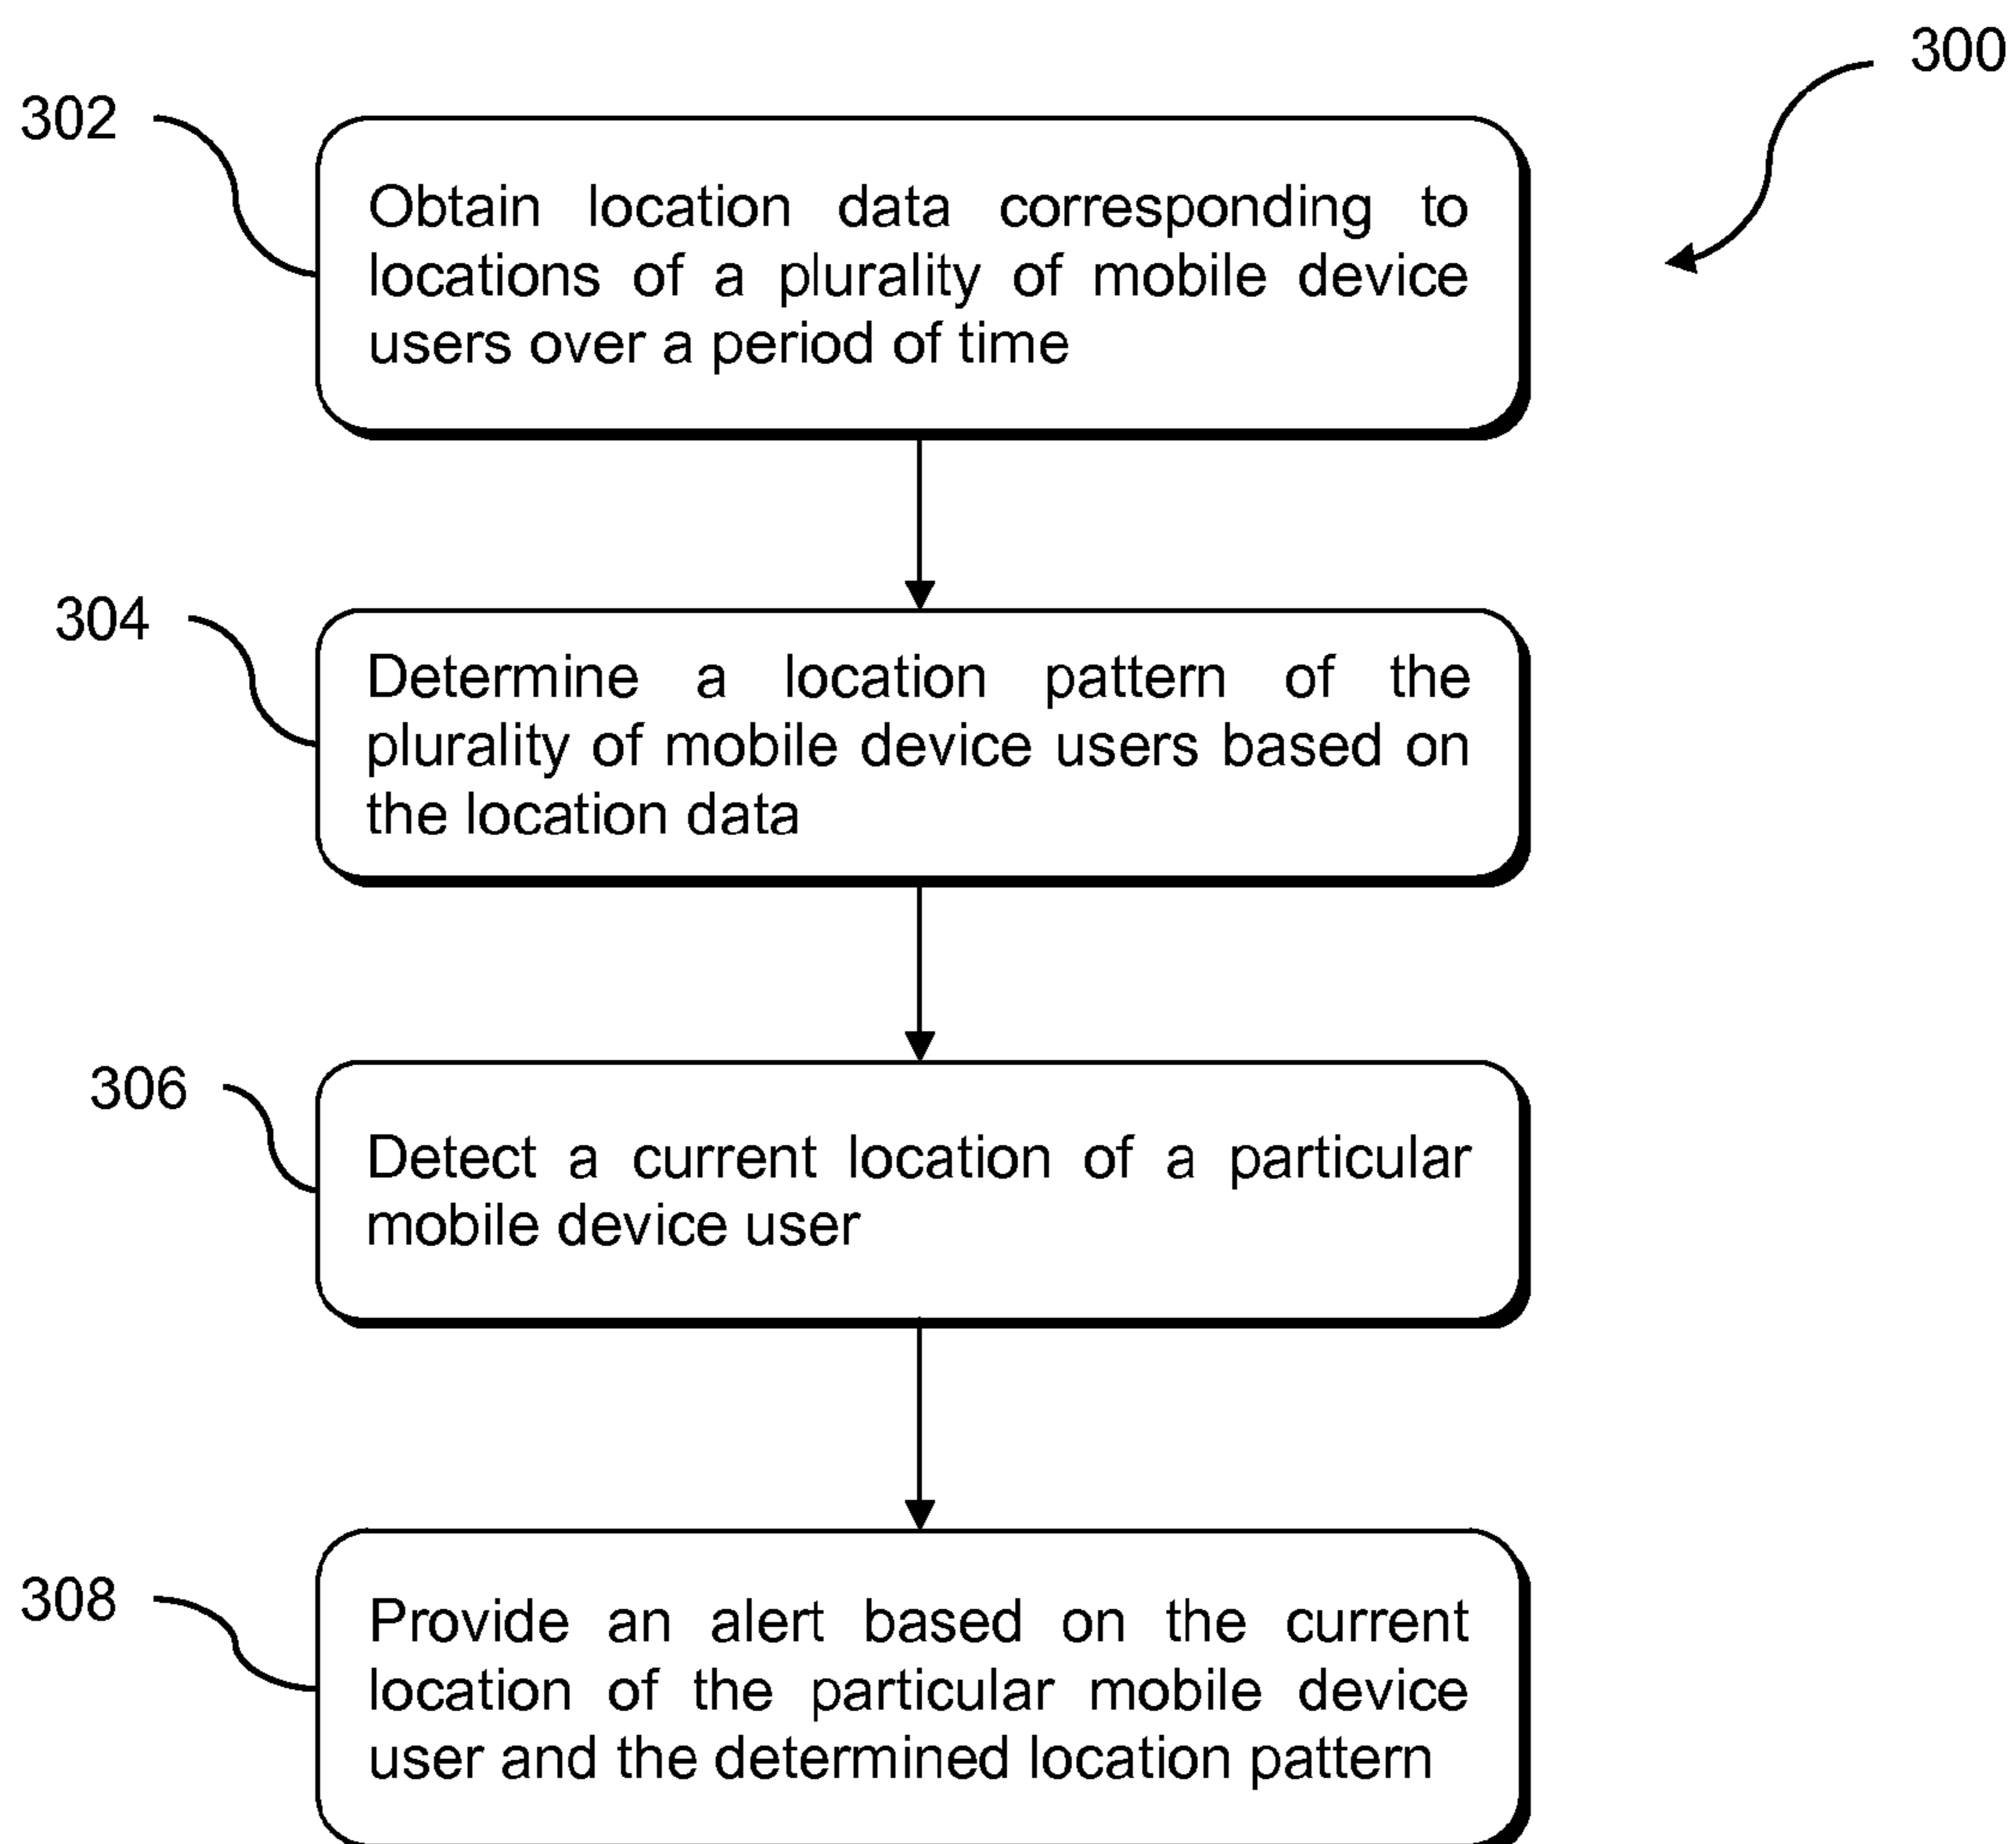 300
302
Obtain location data corresponding to
locations of a plurality of mobile device
users over a period of time
304
Determine a location pattern of the
plurality of mobile device users based on
the location data
306
Detect a current location of a particular
mobile device user
308
Provide an alert based on the current
location of the particular mobile device
user and the determined location pattern